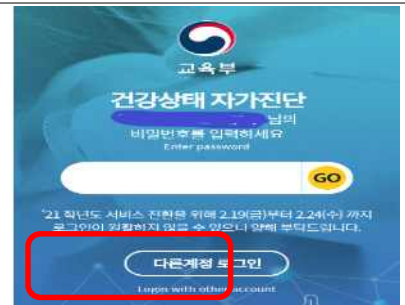 교육부
건강상태 자가진단
님의
비밀번호를 입력하세요
Enter password
GO
'21 학년도 서비스 전환을 위해 2.19(금)부터 2.24(수) 까지
로그인이 원활하지 않을 수 있으니 양해 부탁드립니다.
다른계정 로그인
Login with other account